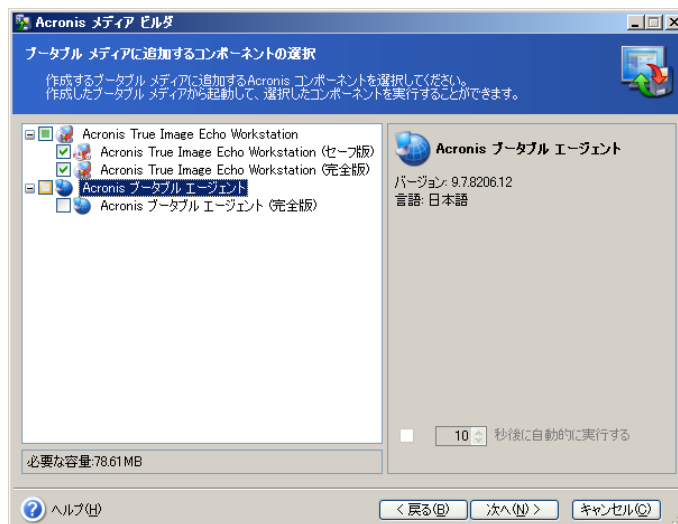 Acronis メディア ビルダ
ブータブル メディアに追加するコンポーネントの選択
作成するブータブル メディアに追加するAcronis コンポーネントを選択してください。
作成したブータブル メディアから起動して、選択したコンポーネントを実行することができます。
Acronis True Image Echo Workstation
Acronis True Image Echo Workstation (セーフ版)
Acronis True Image Echo Workstation (完全版)
Acronis ブータブル エージェント
Acronis ブータブル エージェント (完全版)
必要な容量:78.61MB
Acronis ブータブル エージェント
バージョン: 9.7.8206.12
言語: 日本語
10 秒後に自動的に実行する
ヘルプ(H)
< 戻る(B)
次へ(N) >
キャンセル(C)